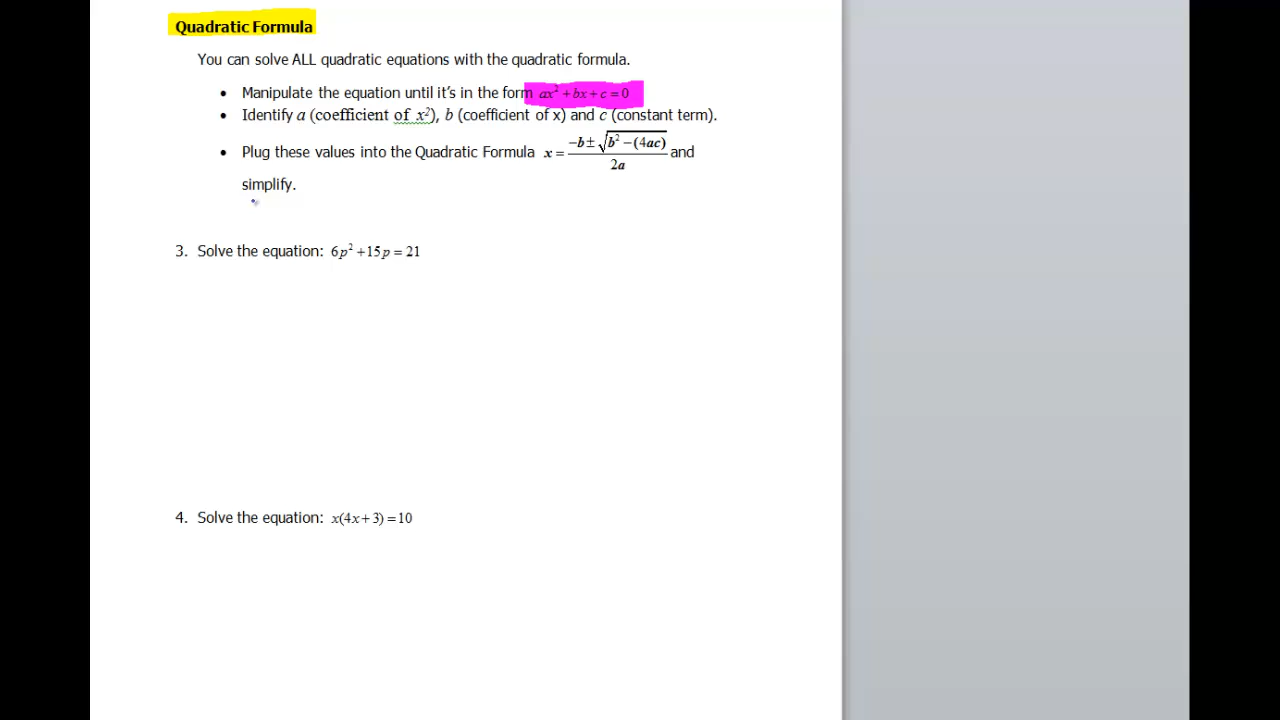 Quadratic Formula
You can solve ALL quadratic equations with the quadratic formula.
• Manipulate the equation until it's in the form ax² + bx + c = 0
• Identify a (coefficient of x²), b (coefficient of x) and c (constant term).
• Plug these values into the Quadratic Formula x = (−b ± √(b² − (4ac))) / 2a and
simplify.
3. Solve the equation: 6p² + 15p = 21
4. Solve the equation: x(4x + 3) = 10